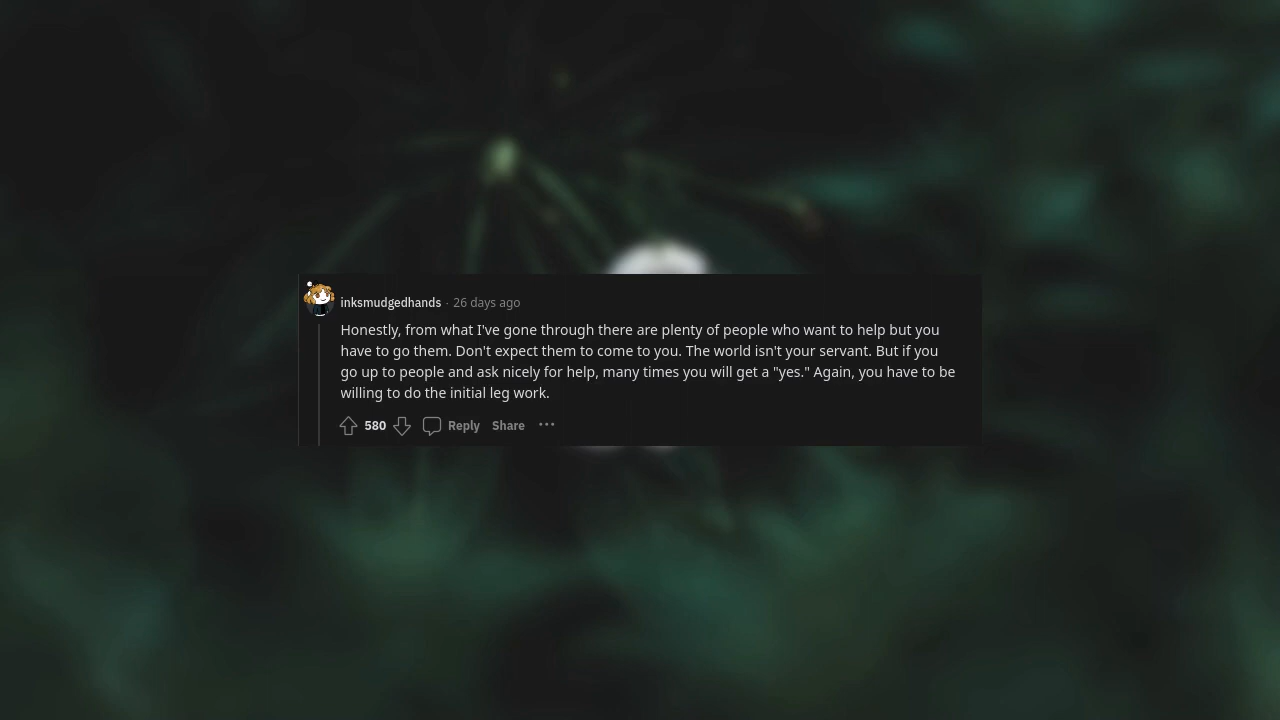 inksmudgedhands · 26 days ago
Honestly, from what I've gone through there are plenty of people who want to help but you
have to go them. Don't expect them to come to you. The world isn't your servant. But if you
go up to people and ask nicely for help, many times you will get a "yes." Again, you have to be
willing to do the initial leg work.
580 Reply Share ···